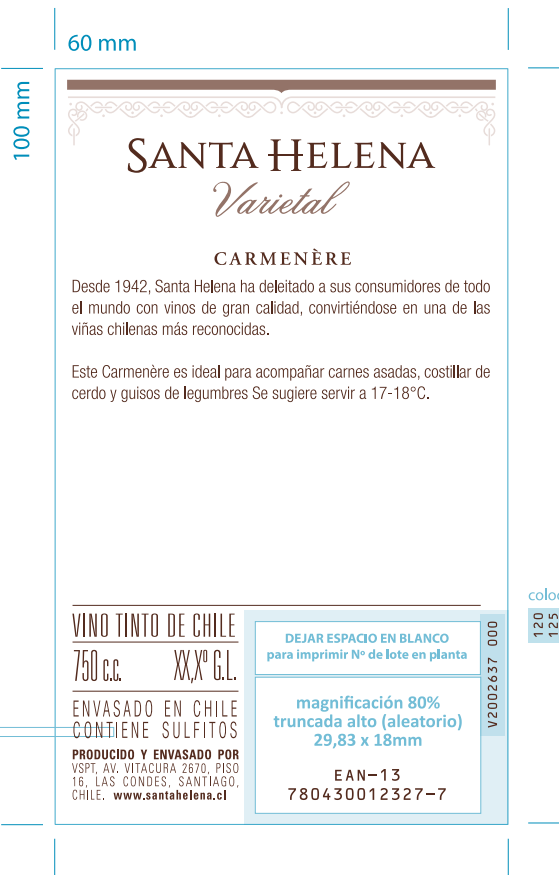 60 mm
100 mm
SANTA HELENA
Varietal
CARMENÈRE
Desde 1942, Santa Helena ha deleitado a sus consumidores de todo
el mundo con vinos de gran calidad, convirtiéndose en una de las
viñas chilenas más reconocidas.
Este Carmenère es ideal para acompañar carnes asadas, costillar de
cerdo y guisos de legumbres Se sugiere servir a 17-18°C.
VINO TINTO DE CHILE
750 c.c. XX,Xº G.L.
ENVASADO EN CHILE
CONTIENE SULFITOS
PRODUCIDO Y ENVASADO POR
VSPT, AV. VITACURA 2670, PISO
16, LAS CONDES, SANTIAGO,
CHILE. www.santahelena.cl
DEJAR ESPACIO EN BLANCO
para imprimir Nº de lote en planta
magnificación 80%
truncada alto (aleatorio)
29,83 x 18mm
EAN-13
780430012327-7
V2002637 000
120
125